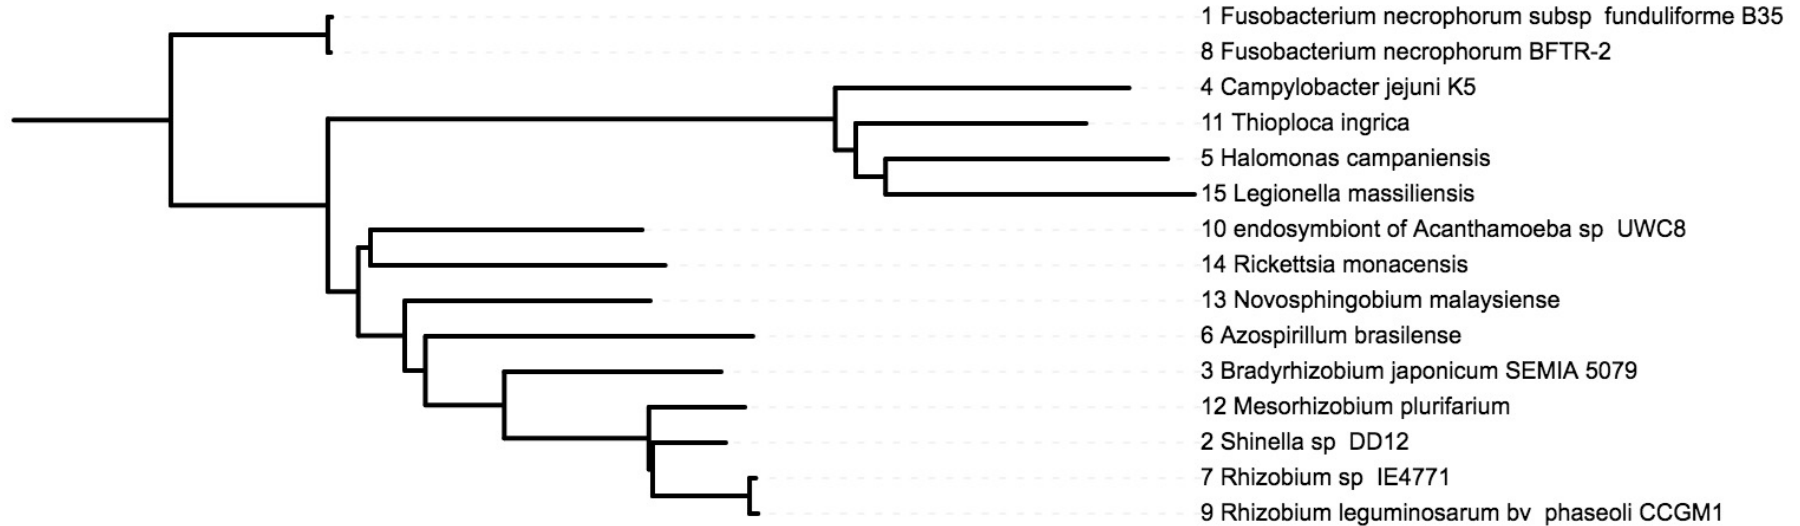 1 Fusobacterium necrophorum subsp  funduliforme B35
8 Fusobacterium necrophorum BFTR-2
4 Campylobacter jejuni K5
11 Thioploca ingrica
5 Halomonas campaniensis
15 Legionella massiliensis
10 endosymbiont of Acanthamoeba sp  UWC8
14 Rickettsia monacensis
13 Novosphingobium malaysiense
6 Azospirillum brasilense
3 Bradyrhizobium japonicum SEMIA 5079
12 Mesorhizobium plurifarium
2 Shinella sp  DD12
7 Rhizobium sp  IE4771
9 Rhizobium leguminosarum bv  phaseoli CCGM1